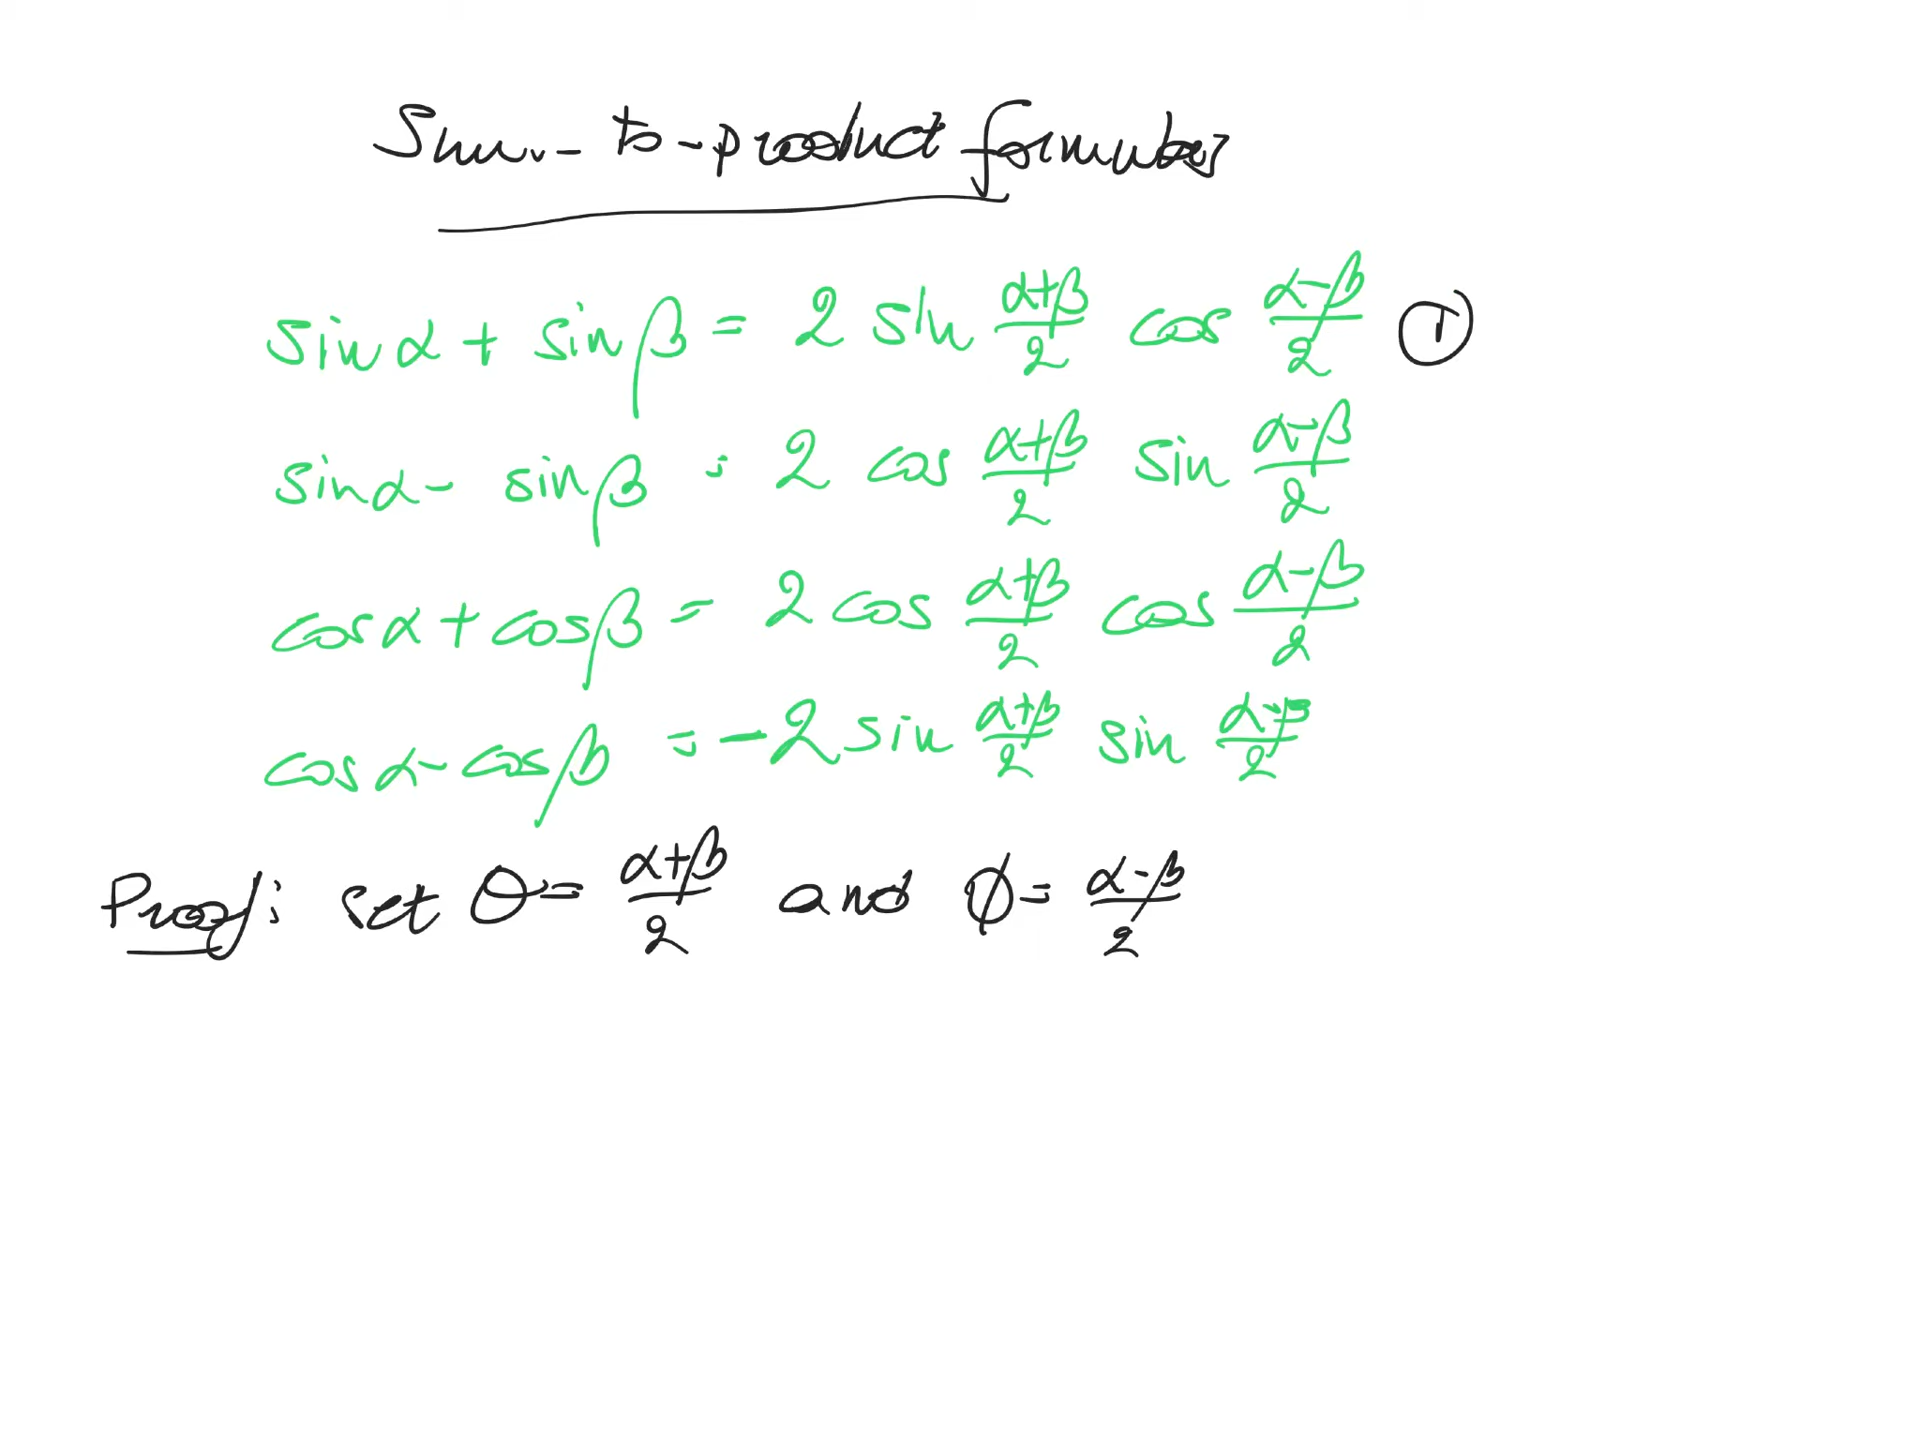 Sum-to-product formulas
sin α + sin β = 2 sin (α+β)/2 cos (α-β)/2 ①
sin α - sin β = 2 cos (α+β)/2 sin (α-β)/2
cos α + cos β = 2 cos (α+β)/2 cos (α-β)/2
cos α - cos β = -2 sin (α+β)/2 sin (α-β)/2
Proof: set θ = (α+β)/2 and ϕ = (α-β)/2